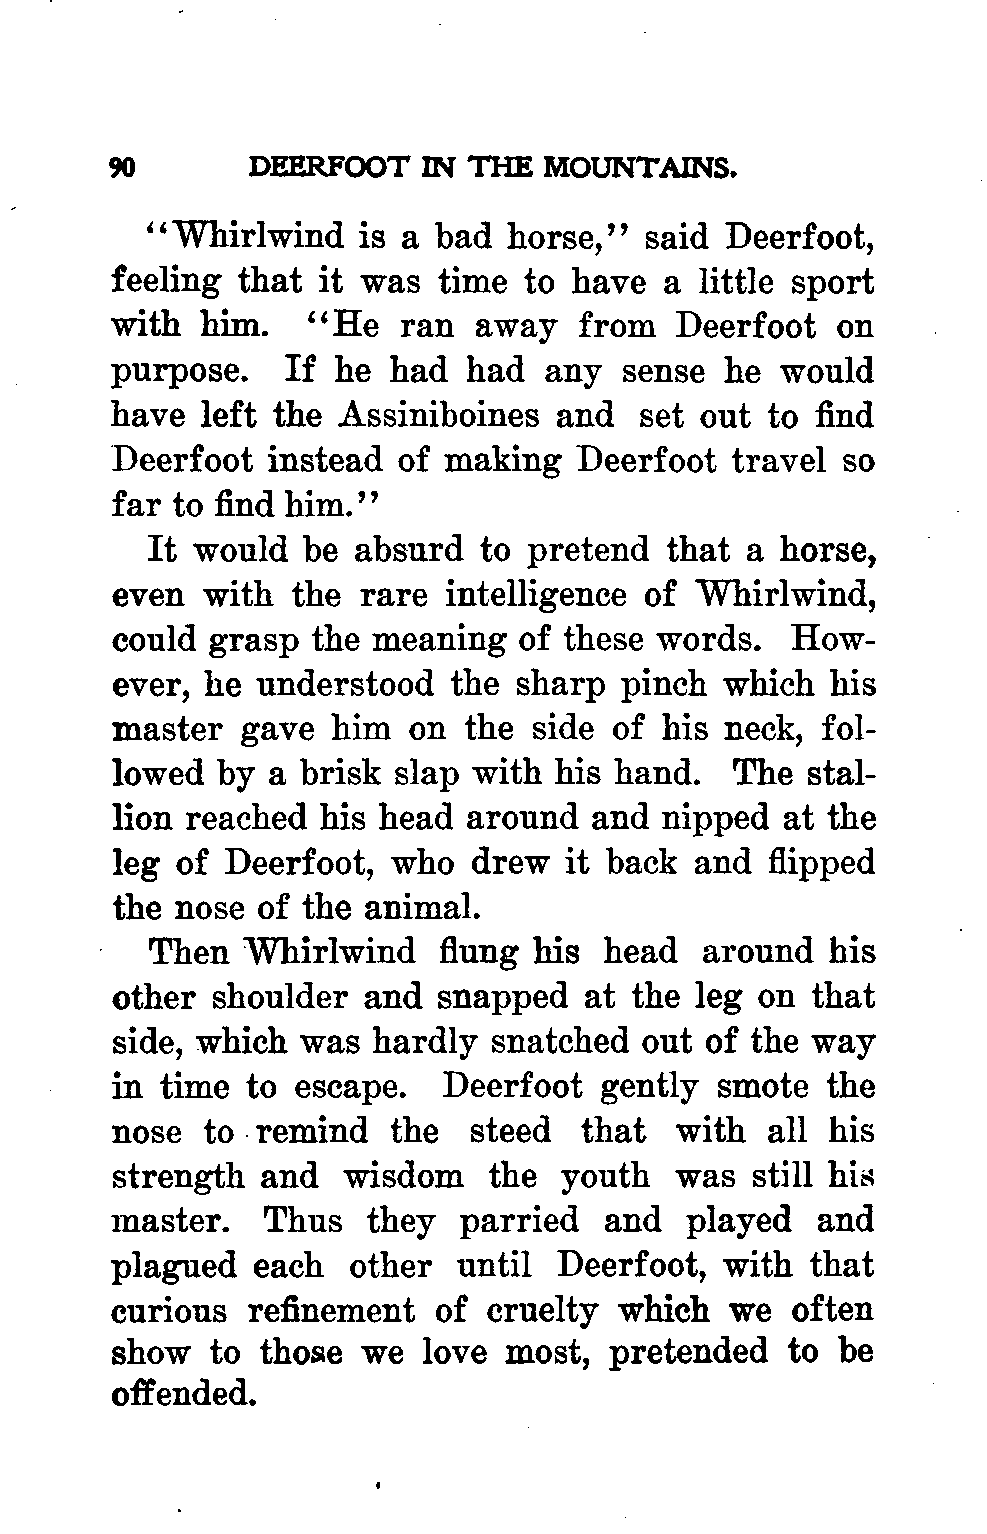 90 DEERFOOT IN THE MOUNTAINS.
“Whirlwind is a bad horse,” said Deerfoot,
feeling that it was time to have a little sport
with him. “He ran away from Deerfoot on
purpose. If he had had any sense he would
have left the Assiniboines and set out to find
Deerfoot instead of making Deerfoot travel so
far to find him.”
It would be absurd to pretend that a horse,
even with the rare intelligence of Whirlwind,
could grasp the meaning of these words. How-
ever, he understood the sharp pinch which his
master gave him on the side of his neck, fol-
lowed by a brisk slap with his hand. The stal-
lion reached his head around and nipped at the
leg of Deerfoot, who drew it back and flipped
the nose of the animal.
Then Whirlwind flung his head around his
other shoulder and snapped at the leg on that
side, which was hardly snatched out of the way
in time to escape. Deerfoot gently smote the
nose to remind the steed that with all his
strength and wisdom the youth was still his
master. Thus they parried and played and
plagued each other until Deerfoot, with that
curious refinement of cruelty which we often
show to those we love most, pretended to be
offended.